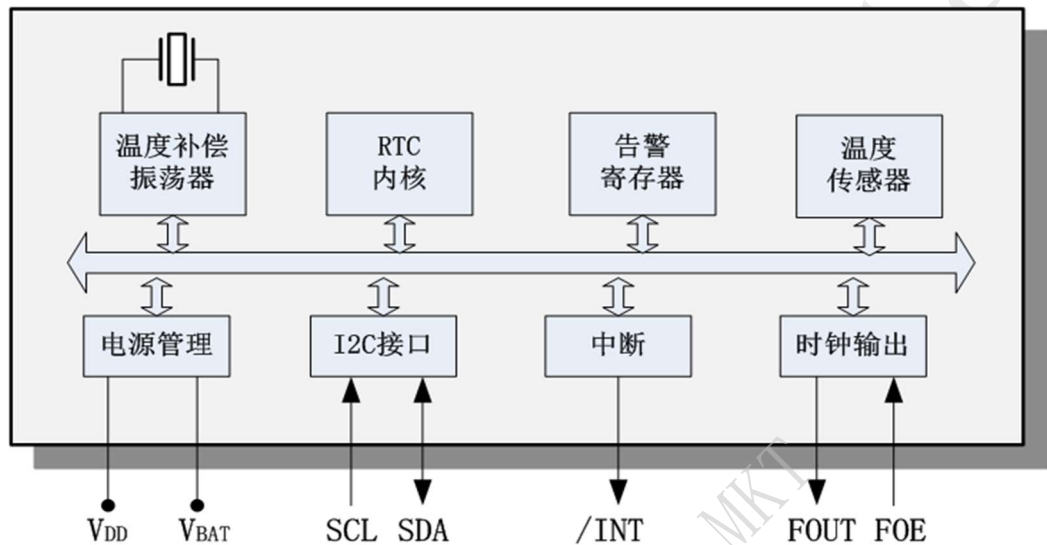 温度补偿
振荡器
RTC
内核
告警
寄存器
温度
传感器
电源管理
I2C接口
中断
时钟输出
VDD
VBAT
SCL
SDA
/INT
FOUT
FOE
MKT